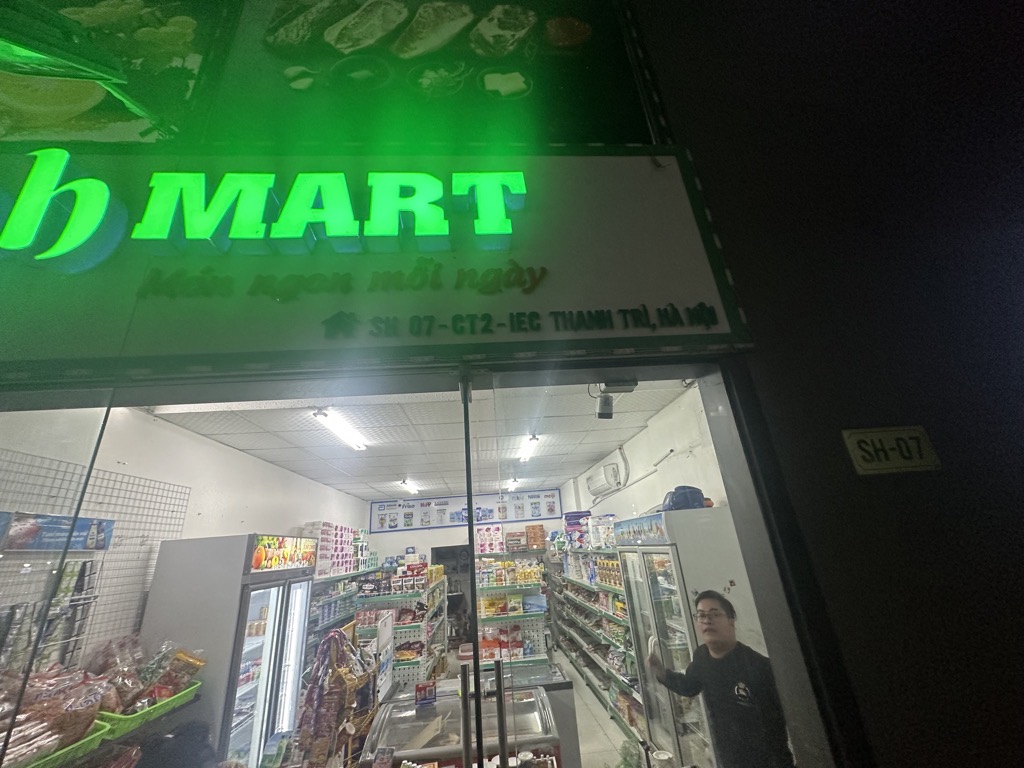 h MART
Món ngon mỗi ngày
SH 07-CT2-IEC THANH TRÌ, HÀ NỘI
SH-07